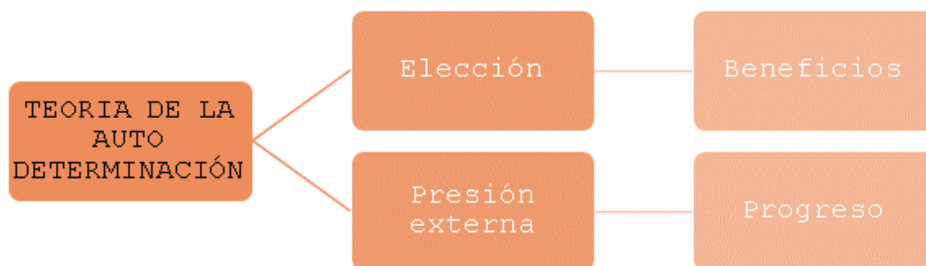 TEORIA DE LA
AUTO
DETERMINACIÓN
Elección
Beneficios
Presión
externa
Progreso